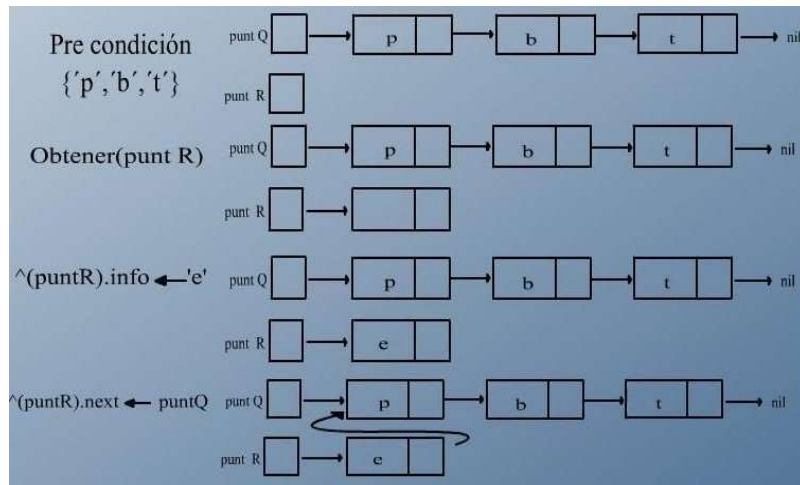 Pre condición
{´p´,´b´,´t´}
punt Q p b t nil
punt R
Obtener(punt R)
punt Q p b t nil
punt R
^(puntR).info ← 'e'
punt Q p b t nil
punt R e
^(puntR).next ← puntQ
punt Q p b t nil
punt R e